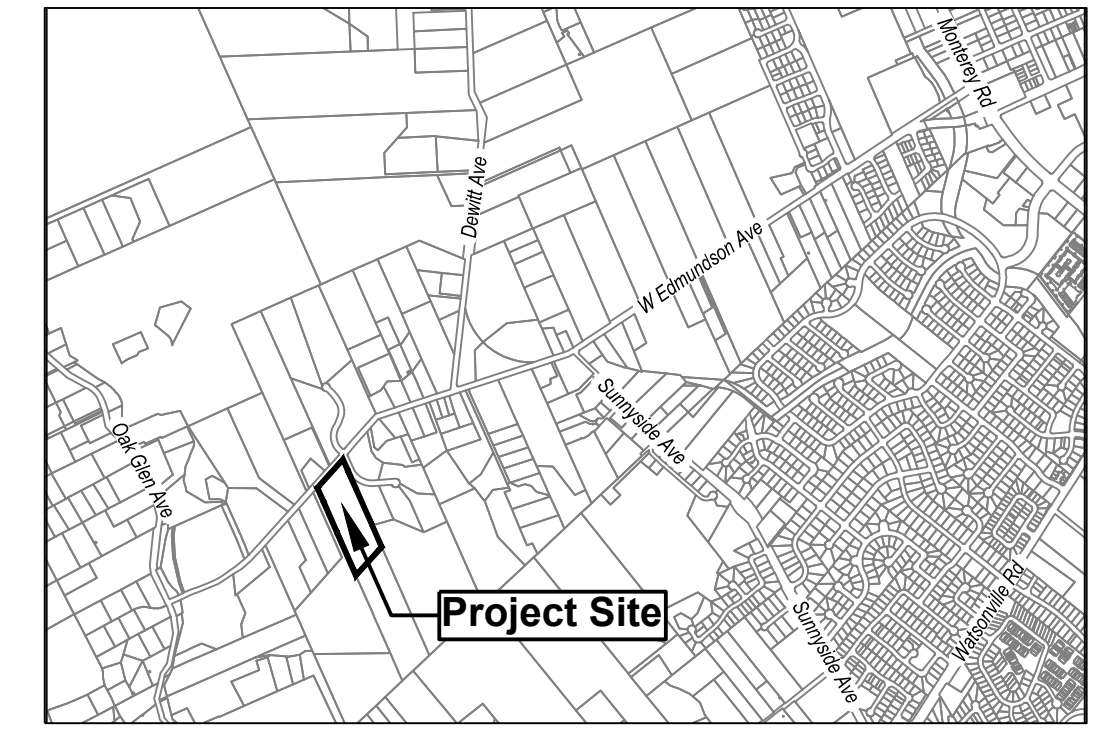 Monterey Rd
Dewitt Ave
W Edmundson Ave
Sunnyside Ave
Oak Glen Ave
Project Site
Watsonville Rd
Sunnyside Ave